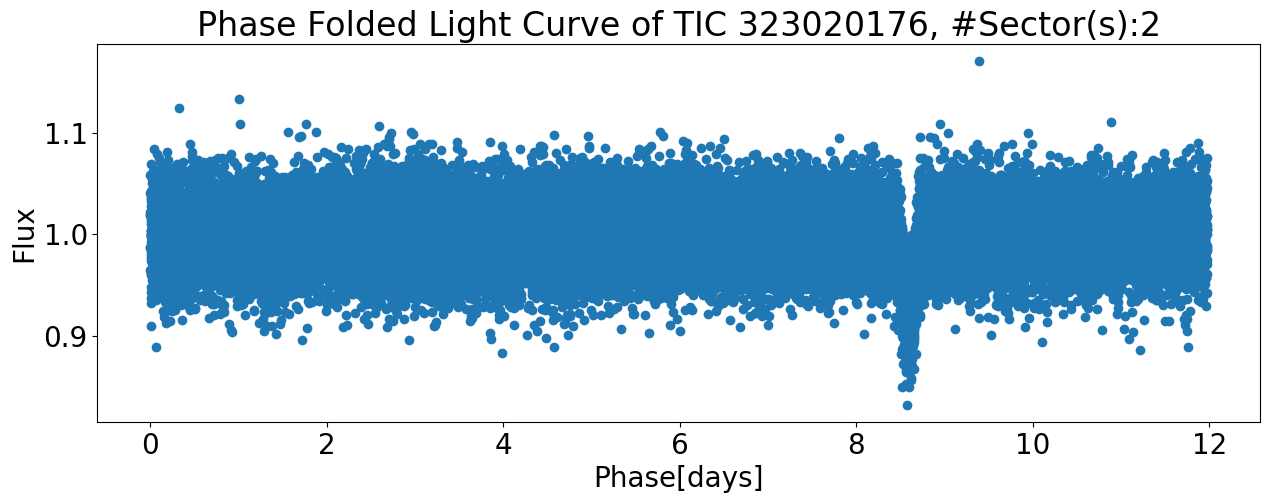 Phase Folded Light Curve of TIC 323020176, #Sector(s):2
Flux
1.1
1.0
0.9
0 2 4 6 8 10 12
Phase[days]